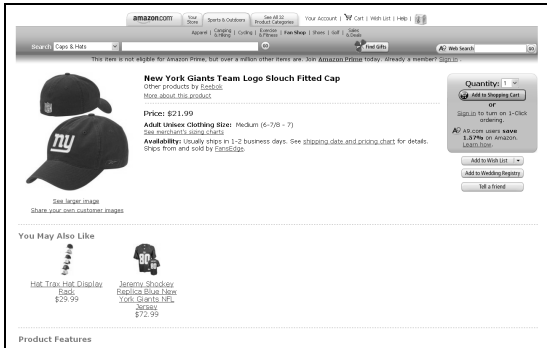 amazon.com
Your Store
Sports & Outdoors
See All 32 Product Categories
Your Account | Cart | Wish List | Help |
Apparel | Camping & Hiking | Cycling | Exercise & Fitness | Fan Shop | Shoes | Golf | Sales & Deals
Search Caps & Hats GO Find Gifts A9 Web Search GO
This item is not eligible for Amazon Prime, but over a million other items are. Join Amazon Prime today. Already a member? Sign in.
New York Giants Team Logo Slouch Fitted Cap
Other products by Reebok
More about this product
Price: $21.99
Adult Unisex Clothing Size: Medium (6-7/8 - 7)
See merchant's sizing charts
Availability: Usually ships in 1-2 business days. See shipping date and pricing chart for details.
Ships from and sold by FansEdge.
ny
See larger image
Share your own customer images
Quantity: 1
Add to Shopping Cart
or
Sign in to turn on 1-Click
ordering.
A9.com users save
1.57% on Amazon.
Learn how.
Add to Wish List
Add to Wedding Registry
Tell a friend
You May Also Like
Hat Trax Hat Display
Rack
$29.99
80
Jeremy Shockey
Replica Blue New
York Giants NFL
Jersey
$72.99
Product Features